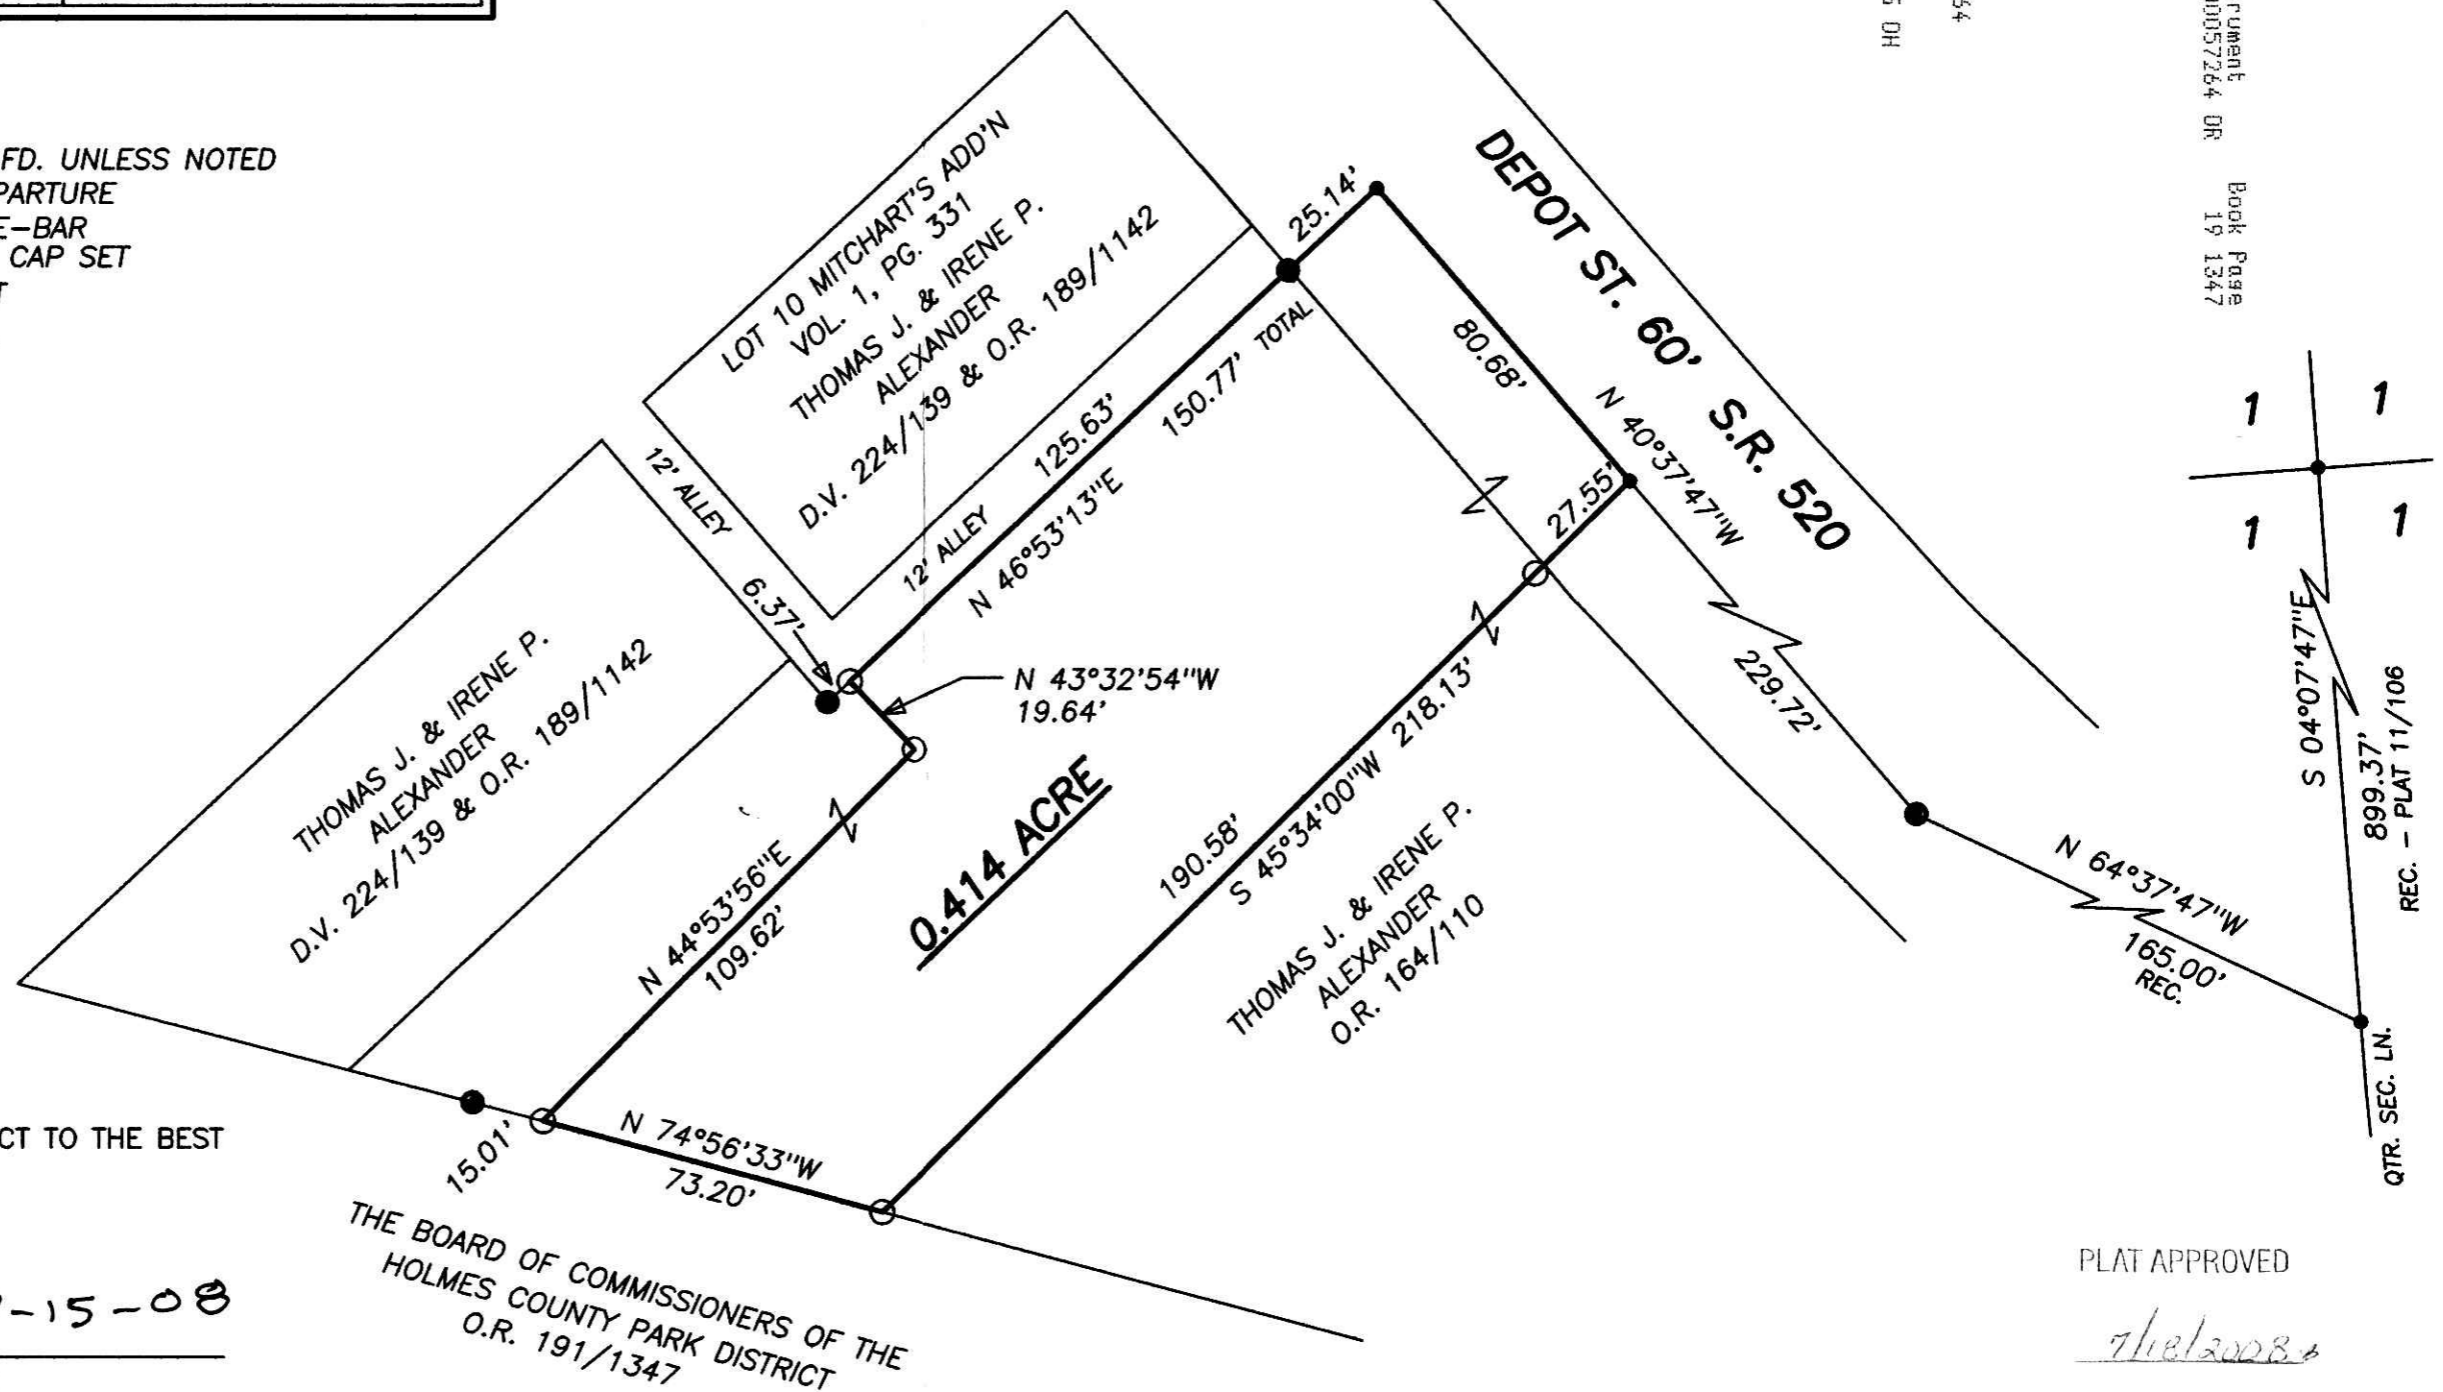 FD. UNLESS NOTED
CAP SET
LOT 10 MITCHART'S ADD'N
VOL. 1, PG. 331
THOMAS J. & IRENE P.
ALEXANDER
D.V. 224/139 & O.R. 189/1142
25.14'
DEPOT ST. 60' S.R. 520
12' ALLEY
6.37'
12' ALLEY
125.63'
150.77' TOTAL
N 46°53'13"E
80.68'
N 40°37'47"W
27.55'
229.72'
N 43°32'54"W
19.64'
THOMAS J. & IRENE P.
ALEXANDER
D.V. 224/139 & O.R. 189/1142
N 44°53'56"E
109.62'
0.414 ACRE
190.58'
S 45°34'00"W 218.13'
THOMAS J. & IRENE P.
ALEXANDER
O.R. 164/110
15.01'
N 74°56'33"W
73.20'
THE BOARD OF COMMISSIONERS OF THE
HOLMES COUNTY PARK DISTRICT
O.R. 191/1347
N 64°37'47"W
165.00'
REC.
1 1
1 1
S 04°07'47"E
899.37'
REC. - PLAT 11/106
QTR. SEC. LN.
OH
OR
Book Page
19 1347
TO THE BEST
-15-08
PLAT APPROVED
7/18/2008